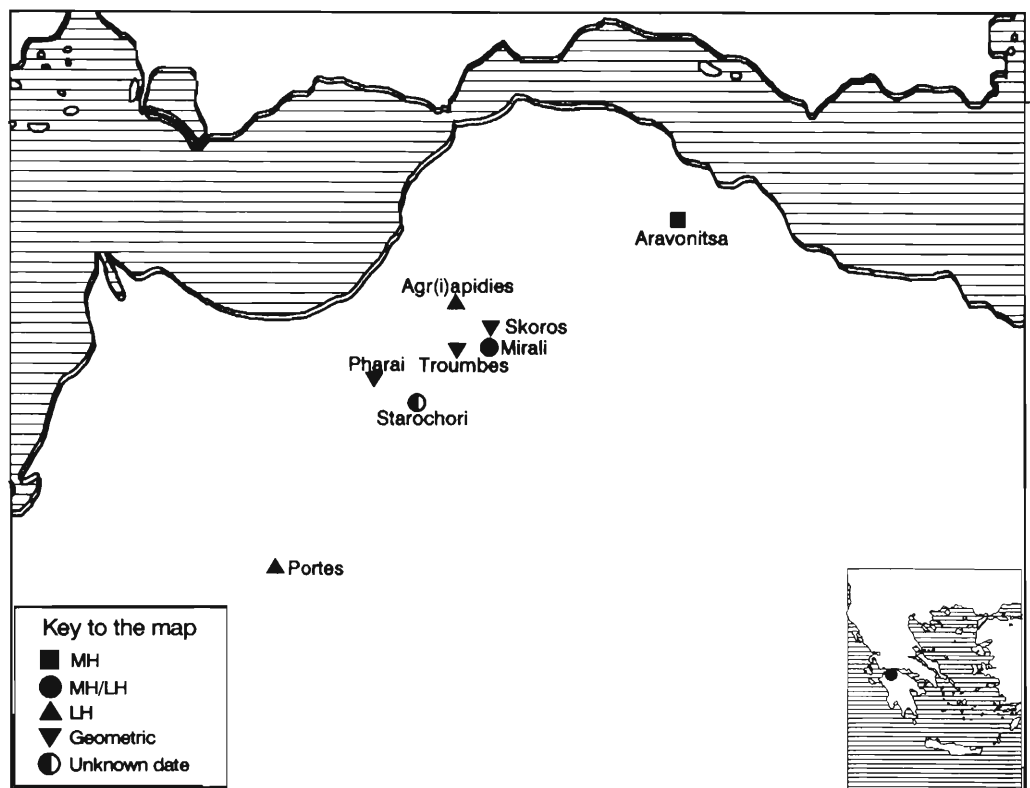 Aravonitsa
Agr(i)apidies
Skoros
Mirali
Pharai
Troumbes
Starochori
Portes
Key to the map
MH
MH/LH
LH
Geometric
Unknown date